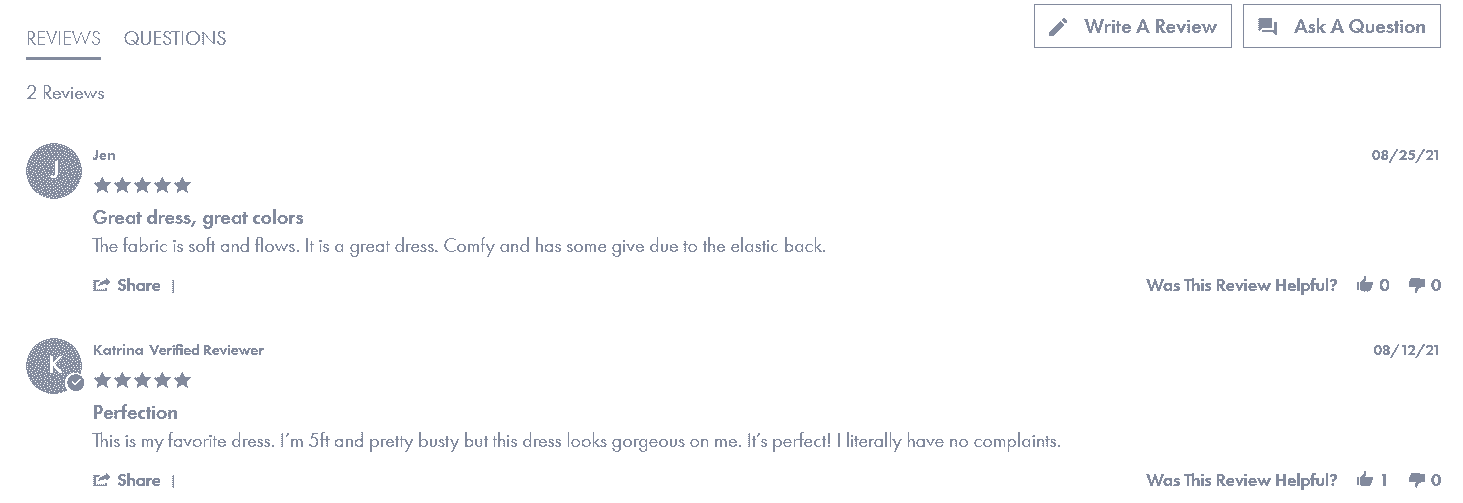 REVIEWS QUESTIONS Write A Review Ask A Question
2 Reviews
J Jen 08/25/21
Great dress, great colors
The fabric is soft and flows. It is a great dress. Comfy and has some give due to the elastic back.
Share | Was This Review Helpful? 0 0
K Katrina Verified Reviewer 08/12/21
Perfection
This is my favorite dress. I'm 5ft and pretty busty but this dress looks gorgeous on me. It's perfect! I literally have no complaints.
Share | Was This Review Helpful? 1 0